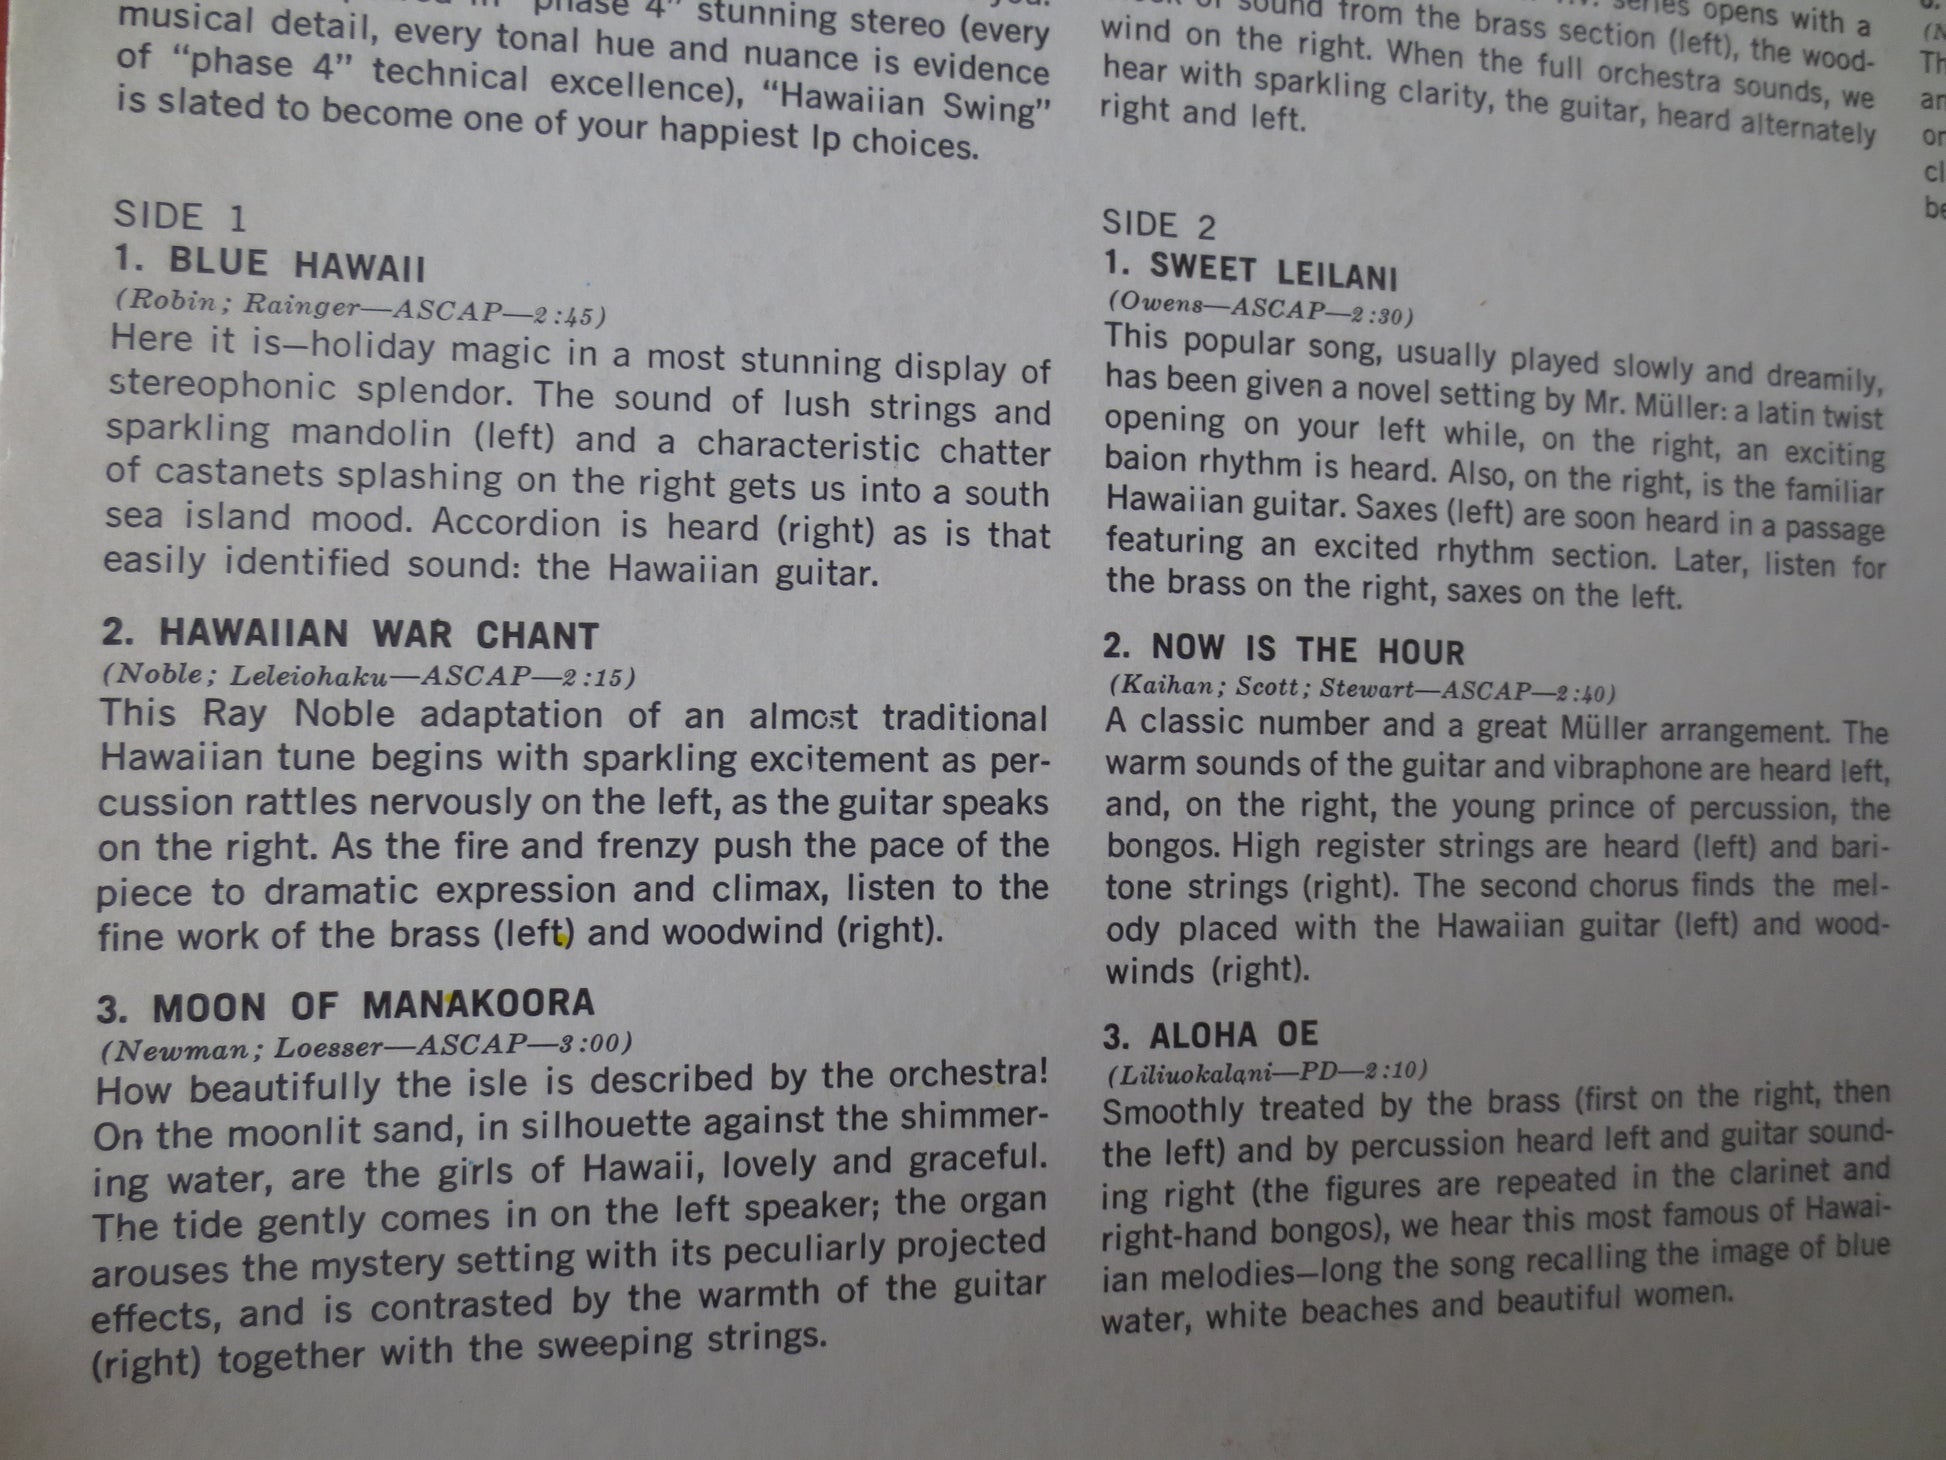 "phase 4" stunning stereo (every
musical detail, every tonal hue and nuance is evidence
of "phase 4" technical excellence), "Hawaiian Swing"
is slated to become one of your happiest lp choices.
SIDE 1
1. BLUE HAWAII
(Robin; Rainger—ASCAP—2:45)
Here it is—holiday magic in a most stunning display of
stereophonic splendor. The sound of lush strings and
sparkling mandolin (left) and a characteristic chatter
of castanets splashing on the right gets us into a south
sea island mood. Accordion is heard (right) as is that
easily identified sound: the Hawaiian guitar.
2. HAWAIIAN WAR CHANT
(Noble; Leleiohaku—ASCAP—2:15)
This Ray Noble adaptation of an almost traditional
Hawaiian tune begins with sparkling excitement as per-
cussion rattles nervously on the left, as the guitar speaks
on the right. As the fire and frenzy push the pace of the
piece to dramatic expression and climax, listen to the
fine work of the brass (left) and woodwind (right).
3. MOON OF MANAKOORA
(Newman; Loesser—ASCAP—3:00)
How beautifully the isle is described by the orchestra!
On the moonlit sand, in silhouette against the shimmer-
ing water, are the girls of Hawaii, lovely and graceful.
The tide gently comes in on the left speaker; the organ
arouses the mystery setting with its peculiarly projected
effects, and is contrasted by the warmth of the guitar
(right) together with the sweeping strings.
series opens with a
of sound from the brass section (left), the wood-
wind on the right. When the full orchestra sounds, we
hear with sparkling clarity, the guitar, heard alternately
right and left.
SIDE 2
1. SWEET LEILANI
(Owens—ASCAP—2:30)
This popular song, usually played slowly and dreamily,
has been given a novel setting by Mr. Müller: a latin twist
opening on your left while, on the right, an exciting
baion rhythm is heard. Also, on the right, is the familiar
Hawaiian guitar. Saxes (left) are soon heard in a passage
featuring an excited rhythm section. Later, listen for
the brass on the right, saxes on the left.
2. NOW IS THE HOUR
(Kaihan; Scott; Stewart—ASCAP—2:40)
A classic number and a great Müller arrangement. The
warm sounds of the guitar and vibraphone are heard left,
and, on the right, the young prince of percussion, the
bongos. High register strings are heard (left) and bari-
tone strings (right). The second chorus finds the mel-
ody placed with the Hawaiian guitar (left) and wood-
winds (right).
3. ALOHA OE
(Liliuokalani—PD—2:10)
Smoothly treated by the brass (first on the right, then
the left) and by percussion heard left and guitar sound-
ing right (the figures are repeated in the clarinet and
right-hand bongos), we hear this most famous of Hawai-
ian melodies—long the song recalling the image of blue
water, white beaches and beautiful women.